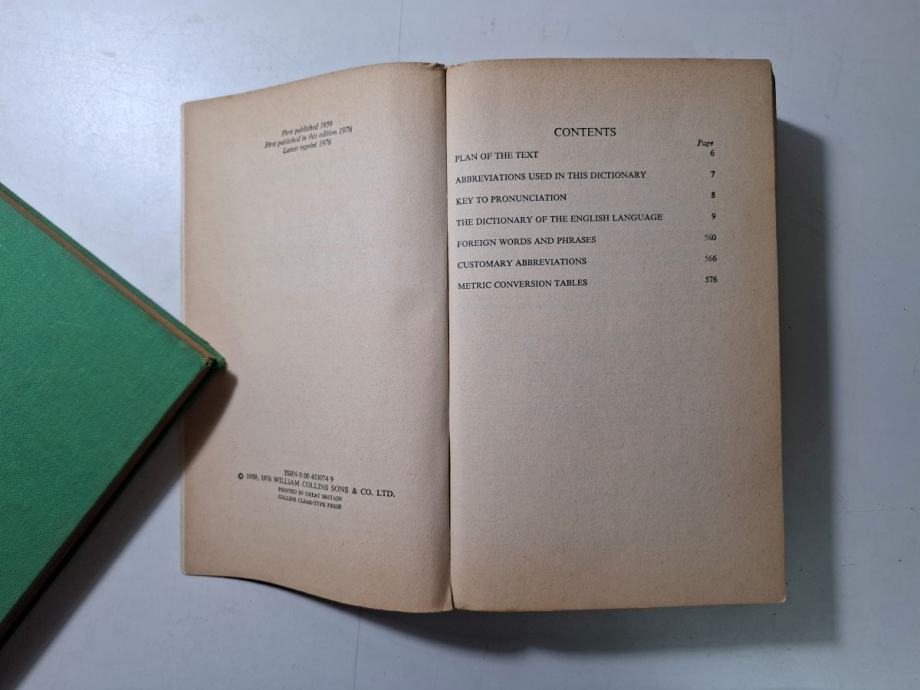 First published 1959
First published in this edition 1976
Latest reprint 1976
ISBN 0 00 433074 9
© 1959, 1976 WILLIAM COLLINS SONS & CO. LTD.
PRINTED IN GREAT BRITAIN
COLLINS CLEAR-TYPE PRESS
CONTENTS
Page
PLAN OF THE TEXT 6
ABBREVIATIONS USED IN THIS DICTIONARY 7
KEY TO PRONUNCIATION 8
THE DICTIONARY OF THE ENGLISH LANGUAGE 9
FOREIGN WORDS AND PHRASES 560
CUSTOMARY ABBREVIATIONS 566
METRIC CONVERSION TABLES 576